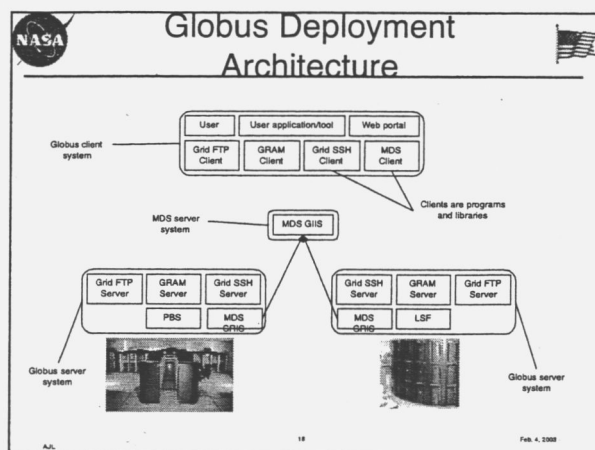 NASA
Globus Deployment
Architecture
User
User application/tool
Web portal
Globus client
system
Grid FTP
Client
GRAM
Client
Grid SSH
Client
MDS
Client
Clients are programs
and libraries
MDS server
system
MDS GIIS
Grid FTP
Server
GRAM
Server
Grid SSH
Server
PBS
MDS
GRIS
Grid SSH
Server
GRAM
Server
Grid FTP
Server
MDS
GRIS
LSF
Globus server
system
Globus server
system
AJL
Feb. 4, 2003